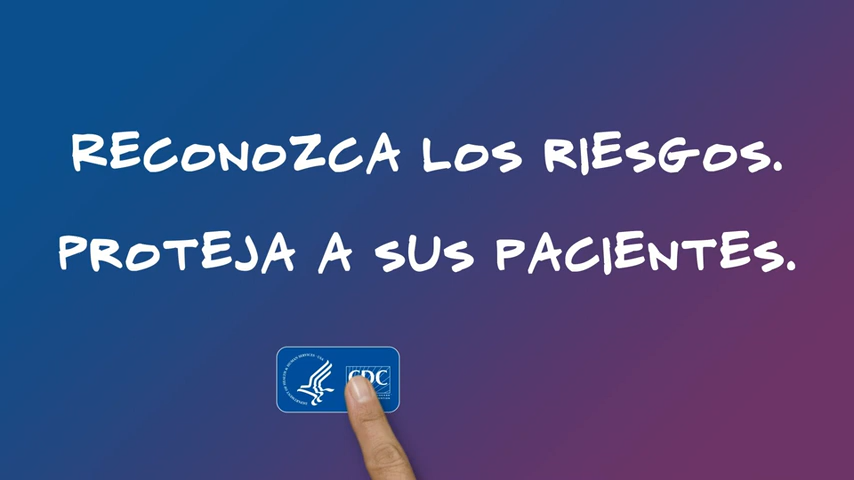 RECONOZCA LOS RIESGOS.
PROTEJA A SUS PACIENTES.
CDC